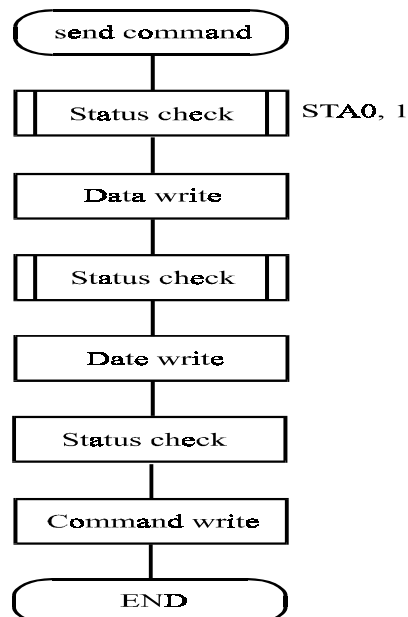 send command
Status check STA0, 1
Data write
Status check
Date write
Status check
Command write
END